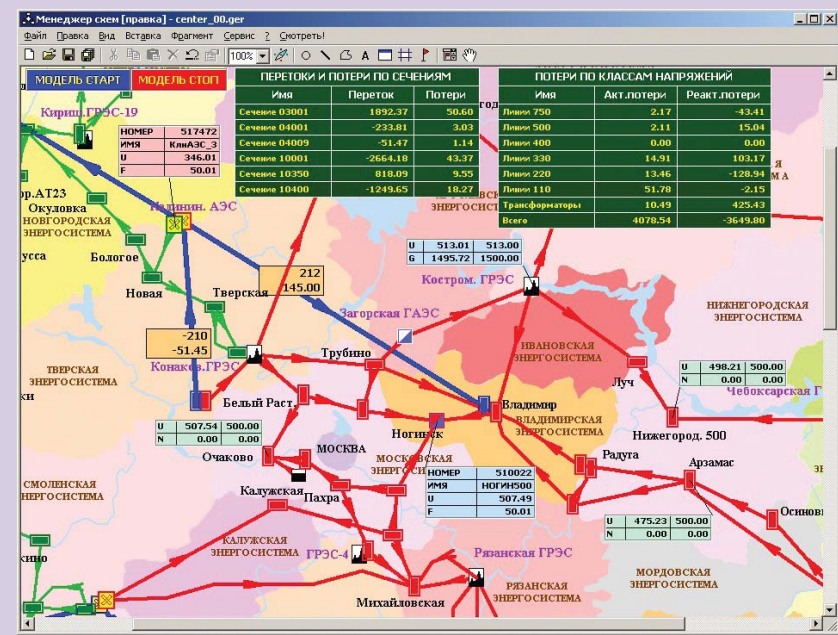 Менеджер схем [правка] - center_00.ger
Файл Правка Вид Вставка Фрагмент Сервис ? Смотреть!
100%
МОДЕЛЬ СТАРТ МОДЕЛЬ СТОП
ПЕРЕТОКИ И ПОТЕРИ ПО СЕЧЕНИЯМ
Имя Переток Потери
Сечение 03001 1892.37 50.60
Сечение 04001 -233.81 3.03
Сечение 04009 -51.47 1.14
Сечение 10001 -2664.18 43.37
Сечение 10350 818.09 9.55
Сечение 10400 -1249.65 18.27
ПОТЕРИ ПО КЛАССАМ НАПРЯЖЕНИЙ
Имя Акт.потери Реакт.потери
Линии 750 2.17 -43.41
Линии 500 2.11 15.04
Линии 400 0.00 0.00
Линии 330 14.91 103.17
Линии 220 13.46 -128.94
Линии 110 51.78 -2.15
Трансформаторы 10.49 425.43
Всего 4078.54 -3649.80
Кириш.ГРЭС-19
НОМЕР 517472
ИМЯ КлнАЭС_3
U 346.01
F 50.01
ор.АТ23
Окуловка
Калинин. АЭС
НОВГОРОДСКАЯ
ЭНЕРГОСИСТЕМА
усса
Бологое
Новая
Тверская
212
145.00
U 513.01 513.00
G 1495.72 1500.00
Костром. ГРЭС
Загорская ГАЭС
НИЖЕГОРОДСКАЯ
ЭНЕРГОСИСТЕМА
-210
-51.45
Конаков.ГРЭС
Трубино
ИВАНОВСКАЯ
ЭНЕРГОСИСТЕМА
ТВЕРСКАЯ
ЭНЕРГОСИСТЕМА
ки
Луч
U 498.21 500.00
N 0.00 0.00
Чебоксарская Г
Белый Раст
Владимир
ВЛАДИМИРСКАЯ
ЭНЕРГОСИСТЕМА
U 507.54 500.00
N 0.00 0.00
Ногинск
Нижегород. 500
Очаково
МОСКВА
МОСКОВСКАЯ
Радуга
Арзамас
НОМЕР 510022
ИМЯ НОГИН500
U 507.49
F 50.01
СМОЛЕНСКАЯ
НЕРГОСИСТЕМА
Калужская
Пахра
U 475.23 500.00
N 0.00 0.00
Осинов
КАЛУЖСКАЯ
ЭНЕРГОСИСТЕМА
ГРЭС-4
Рязанская ГРЭС
кино
РЯЗАНСКАЯ
ЭНЕРГОСИСТЕМА
МОРДОВСКАЯ
ЭНЕРГОСИСТЕМА
Михайловская